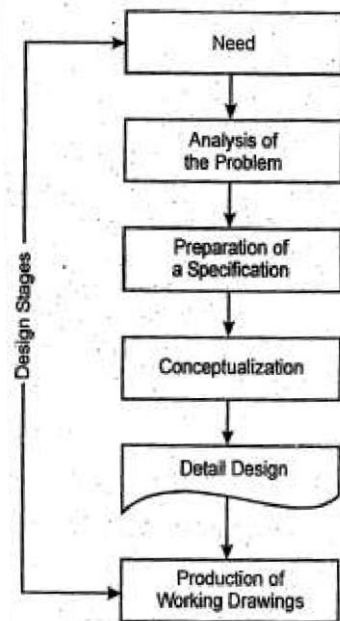 Need
Analysis of
the Problem
Preparation of
a Specification
Conceptualization
Detail Design
Production of
Working Drawings
Design Stages